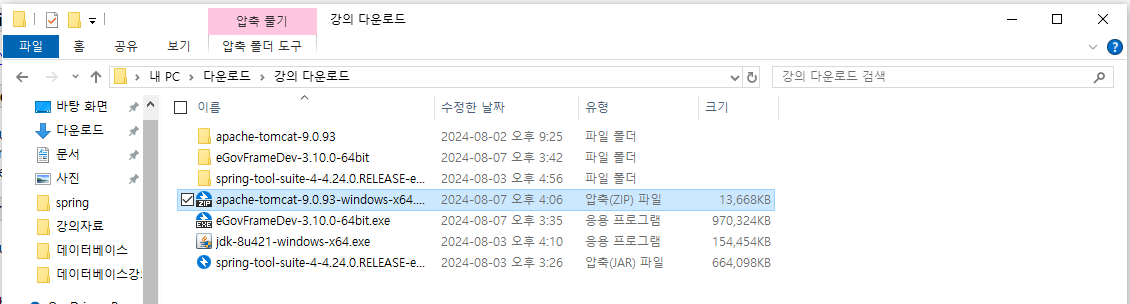 압축 풀기 강의 다운로드
파일 홈 공유 보기 압축 폴더 도구
내 PC 다운로드 강의 다운로드 강의 다운로드 검색
바탕 화면
다운로드
문서
사진
spring
강의자료
데이터베이스
데이터베이스강
이름 수정한 날짜 유형 크기
apache-tomcat-9.0.93 2024-08-02 오후 9:25 파일 폴더
eGovFrameDev-3.10.0-64bit 2024-08-07 오후 3:42 파일 폴더
spring-tool-suite-4-4.24.0.RELEASE-e... 2024-08-03 오후 4:56 파일 폴더
ZIP apache-tomcat-9.0.93-windows-x64.... 2024-08-07 오후 4:06 압축(ZIP) 파일 13,668KB
EXE eGovFrameDev-3.10.0-64bit.exe 2024-08-07 오후 3:35 응용 프로그램 970,324KB
jdk-8u421-windows-x64.exe 2024-08-03 오후 4:10 응용 프로그램 154,454KB
spring-tool-suite-4-4.24.0.RELEASE-e... 2024-08-03 오후 3:26 압축(JAR) 파일 664,098KB